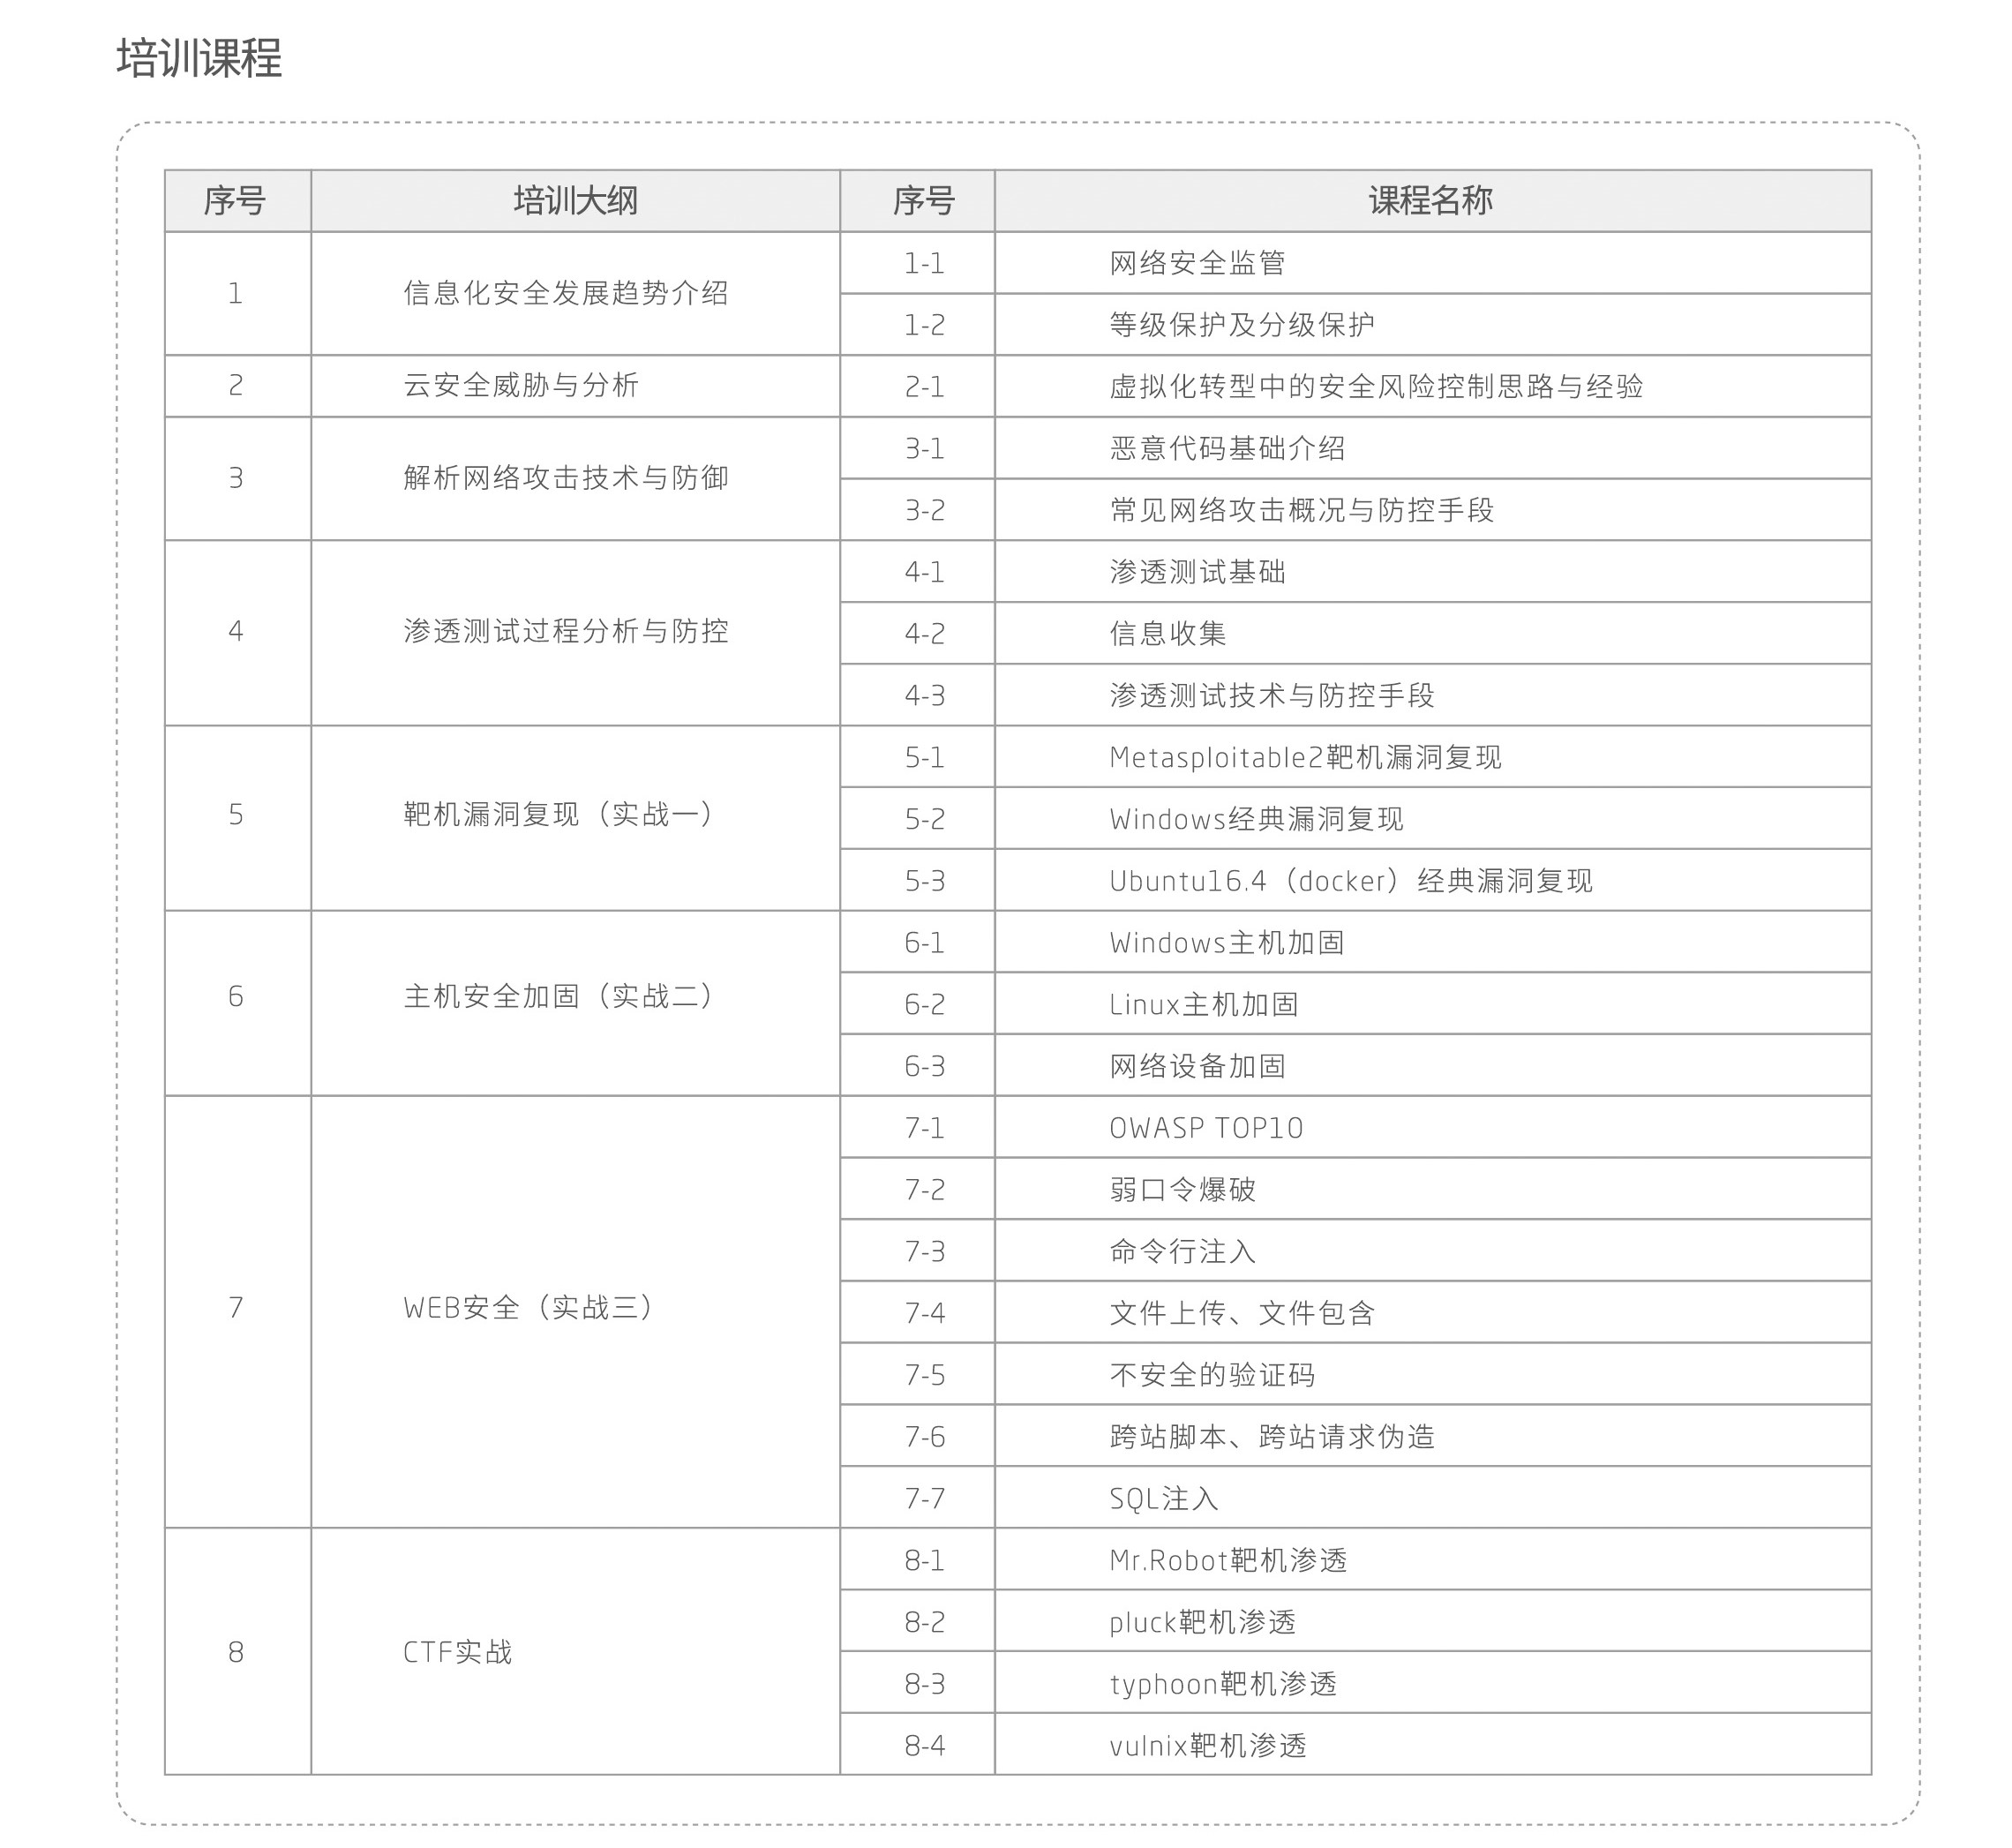 培训课程
序号 培训大纲 序号 课程名称
1 信息化安全发展趋势介绍 1-1 网络安全监管
1-2 等级保护及分级保护
2 云安全威胁与分析 2-1 虚拟化转型中的安全风险控制思路与经验
3 解析网络攻击技术与防御 3-1 恶意代码基础介绍
3-2 常见网络攻击概况与防控手段
4 渗透测试过程分析与防控 4-1 渗透测试基础
4-2 信息收集
4-3 渗透测试技术与防控手段
5 靶机漏洞复现（实战一） 5-1 Metasploitable2靶机漏洞复现
5-2 Windows经典漏洞复现
5-3 Ubuntu16.4（docker）经典漏洞复现
6 主机安全加固（实战二） 6-1 Windows主机加固
6-2 Linux主机加固
6-3 网络设备加固
7 WEB安全（实战三） 7-1 OWASP TOP10
7-2 弱口令爆破
7-3 命令行注入
7-4 文件上传、文件包含
7-5 不安全的验证码
7-6 跨站脚本、跨站请求伪造
7-7 SQL注入
8 CTF实战 8-1 Mr.Robot靶机渗透
8-2 pluck靶机渗透
8-3 typhoon靶机渗透
8-4 vulnix靶机渗透